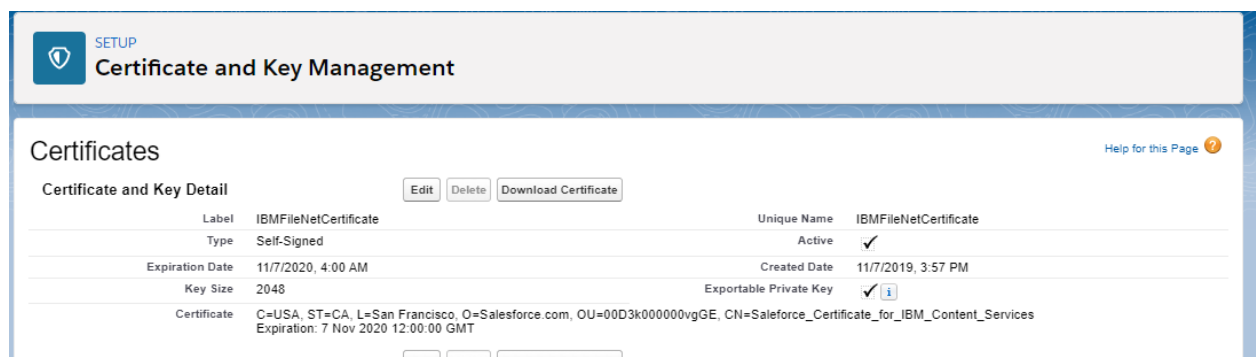 SETUP
Certificate and Key Management
Certificates
Help for this Page ?
Certificate and Key Detail
Edit Delete Download Certificate
Label IBMFileNetCertificate Unique Name IBMFileNetCertificate
Type Self-Signed Active
Expiration Date 11/7/2020, 4:00 AM Created Date 11/7/2019, 3:57 PM
Key Size 2048 Exportable Private Key i
Certificate C=USA, ST=CA, L=San Francisco, O=Salesforce.com, OU=00D3k000000vgGE, CN=Saleforce_Certificate_for_IBM_Content_Services
Expiration: 7 Nov 2020 12:00:00 GMT